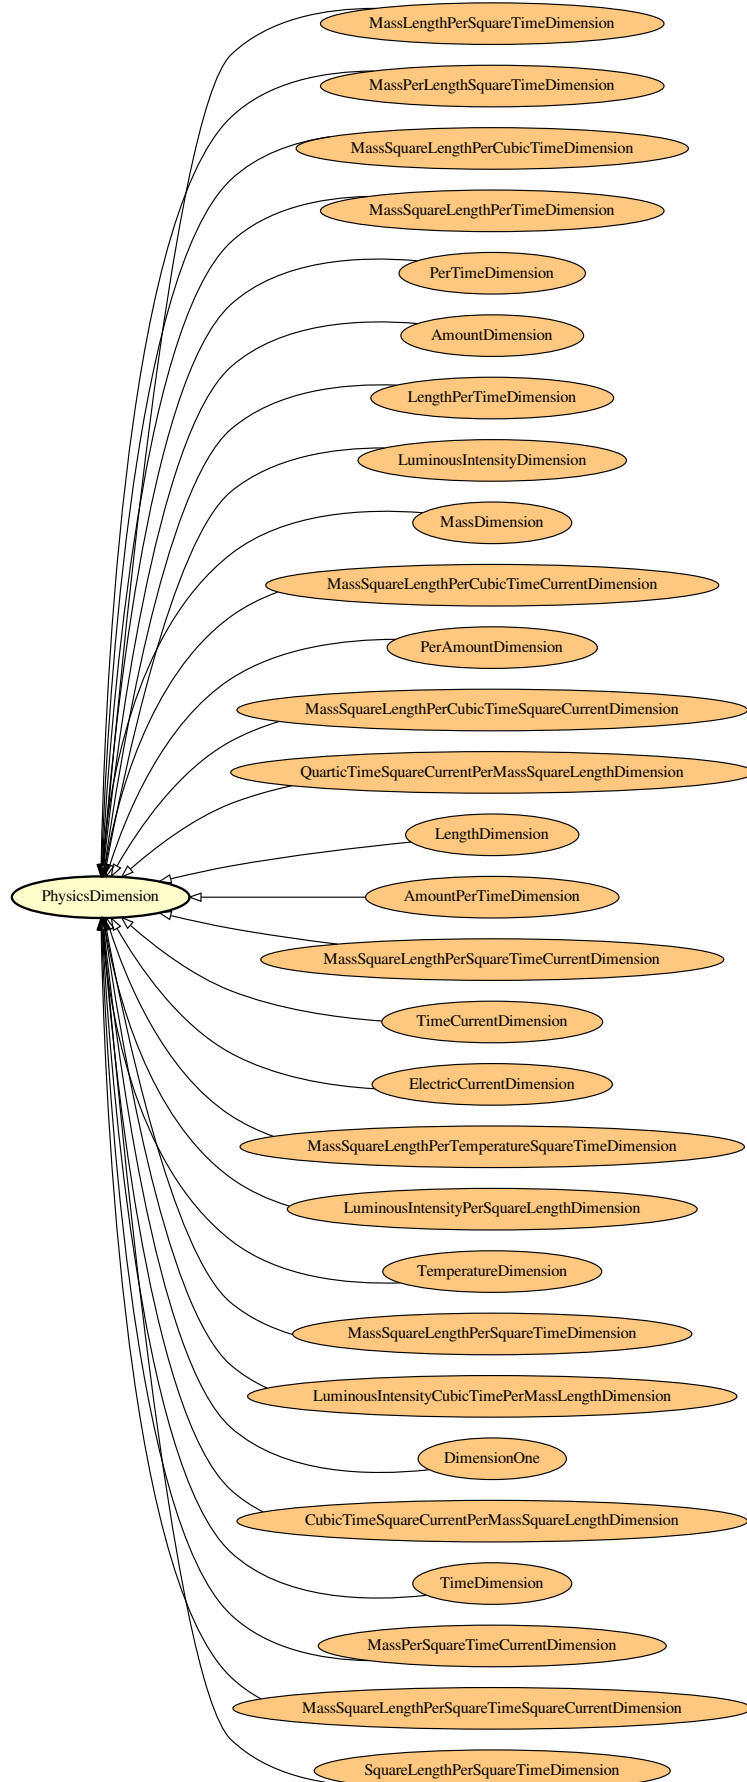 MassLengthPerSquareTimeDimension
MassPerLengthSquareTimeDimension
MassSquareLengthPerCubicTimeDimension
MassSquareLengthPerTimeDimension
PerTimeDimension
AmountDimension
LengthPerTimeDimension
LuminousIntensityDimension
MassDimension
MassSquareLengthPerCubicTimeCurrentDimension
PerAmountDimension
MassSquareLengthPerCubicTimeSquareCurrentDimension
QuarticTimeSquareCurrentPerMassSquareLengthDimension
LengthDimension
PhysicsDimension
AmountPerTimeDimension
MassSquareLengthPerSquareTimeCurrentDimension
TimeCurrentDimension
ElectricCurrentDimension
MassSquareLengthPerTemperatureSquareTimeDimension
LuminousIntensityPerSquareLengthDimension
TemperatureDimension
MassSquareLengthPerSquareTimeDimension
LuminousIntensityCubicTimePerMassLengthDimension
DimensionOne
CubicTimeSquareCurrentPerMassSquareLengthDimension
TimeDimension
MassPerSquareTimeCurrentDimension
MassSquareLengthPerSquareTimeSquareCurrentDimension
SquareLengthPerSquareTimeDimension